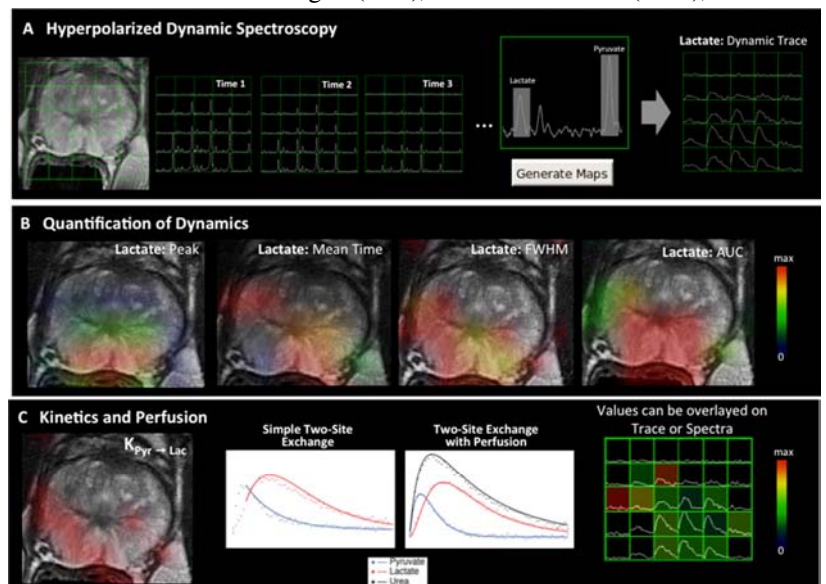 A Hyperpolarized Dynamic Spectroscopy
Time 1
Time 2
Time 3
...
Lactate
Pyruvate
Generate Maps
Lactate: Dynamic Trace
B Quantification of Dynamics
Lactate: Peak
Lactate: Mean Time
Lactate: FWHM
Lactate: AUC
max
0
C Kinetics and Perfusion
K Pyr → Lac
Simple Two-Site
Exchange
Two-Site Exchange
with Perfusion
Pyruvate
Lactate
Urea
Values can be overlayed on
Trace or Spectra
max
0